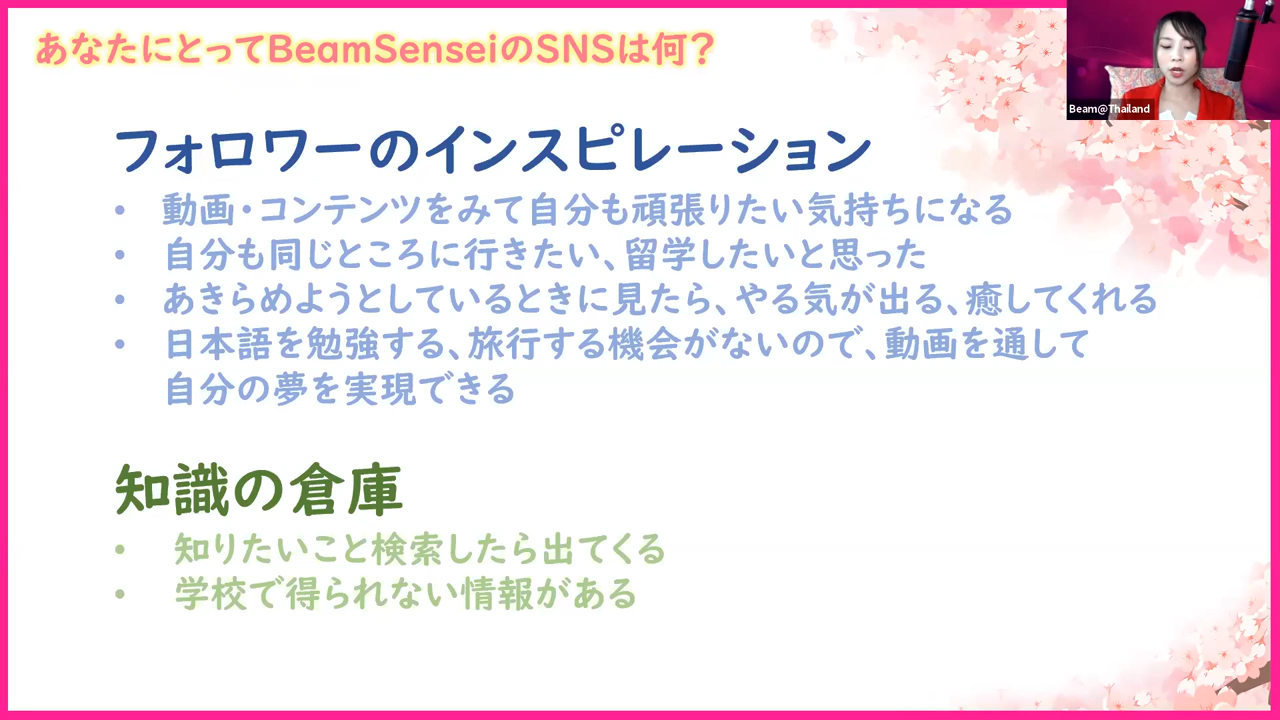 あなたにとってBeamSenseiのSNSは何？
Beam@Thailand
フォロワーのインスピレーション
• 動画・コンテンツをみて自分も頑張りたい気持ちになる
• 自分も同じところに行きたい、留学したいと思った
• あきらめようとしているときに見たら、やる気が出る、癒してくれる
• 日本語を勉強する、旅行する機会がないので、動画を通して
自分の夢を実現できる
知識の倉庫
• 知りたいこと検索したら出てくる
• 学校で得られない情報がある